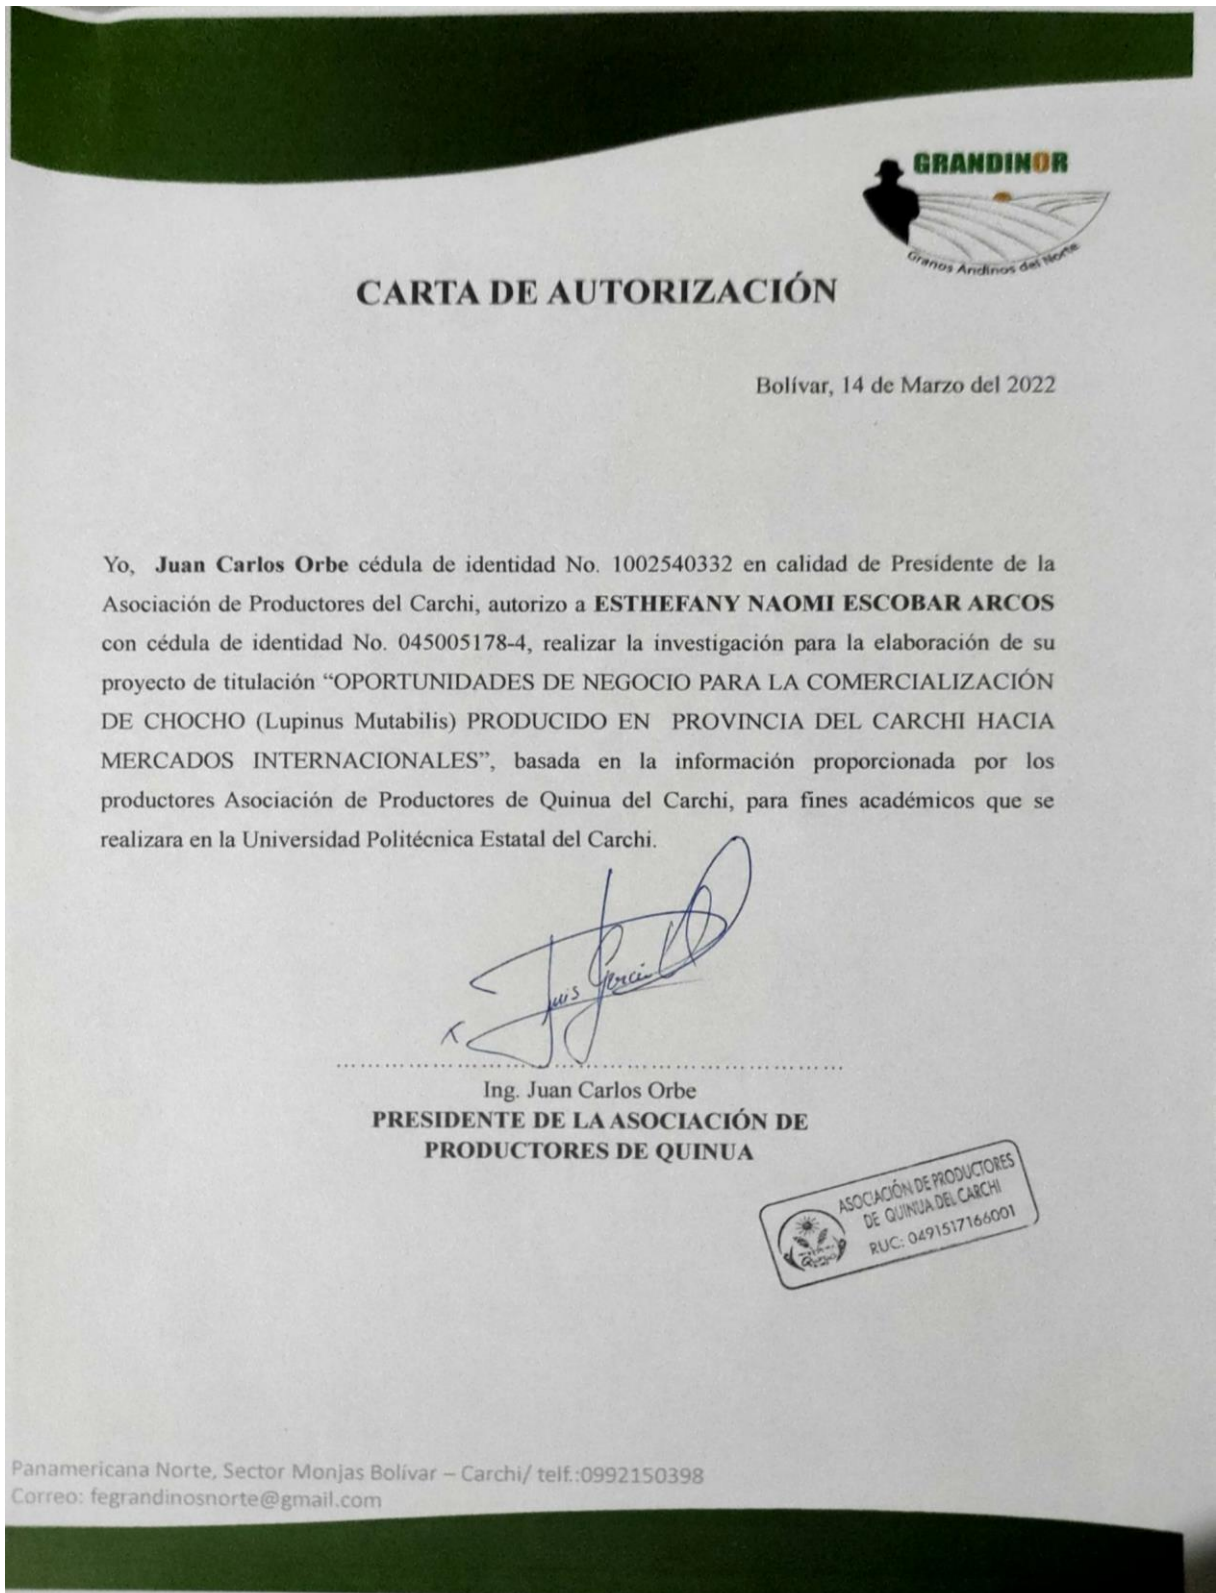 GRANDINOR
Granos Andinos del Norte
CARTA DE AUTORIZACIÓN
Bolívar, 14 de Marzo del 2022
Yo, Juan Carlos Orbe cédula de identidad No. 1002540332 en calidad de Presidente de la
Asociación de Productores del Carchi, autorizo a ESTHEFANY NAOMI ESCOBAR ARCOS
con cédula de identidad No. 045005178-4, realizar la investigación para la elaboración de su
proyecto de titulación “OPORTUNIDADES DE NEGOCIO PARA LA COMERCIALIZACIÓN
DE CHOCHO (Lupinus Mutabilis) PRODUCIDO EN PROVINCIA DEL CARCHI HACIA
MERCADOS INTERNACIONALES”, basada en la información proporcionada por los
productores Asociación de Productores de Quinua del Carchi, para fines académicos que se
realizara en la Universidad Politécnica Estatal del Carchi.
Ing. Juan Carlos Orbe
PRESIDENTE DE LA ASOCIACIÓN DE
PRODUCTORES DE QUINUA
ASOCIACIÓN DE PRODUCTORES
DE QUINUA DEL CARCHI
RUC: 0491517166001
Panamericana Norte, Sector Monjas Bolívar – Carchi/ telf.:0992150398
Correo: fegrandinosnorte@gmail.com